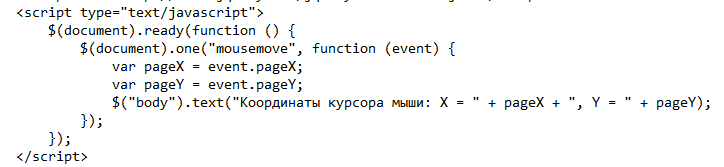 <script type="text/javascript">
    $(document).ready(function () {
        $(document).one("mousemove", function (event) {
            var pageX = event.pageX;
            var pageY = event.pageY;
            $("body").text("Координаты курсора мыши: X = " + pageX + ", Y = " + pageY);
        });
    });
</script>